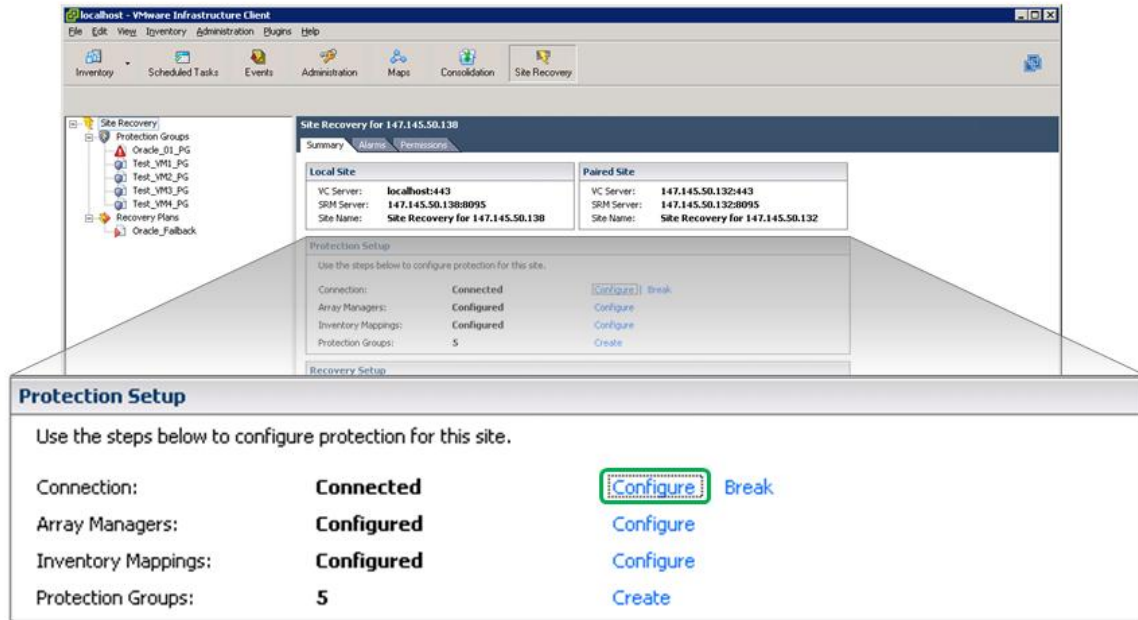 localhost - VMware Infrastructure Client
File Edit View Inventory Administration Plugins Help
Inventory Scheduled Tasks Events Administration Maps Consolidation Site Recovery
Site Recovery
Protection Groups
Oracle_01_PG
Test_VM1_PG
Test_VM2_PG
Test_VM3_PG
Test_VM4_PG
Recovery Plans
Oracle_Failback
Site Recovery for 147.145.50.138
Summary Alarms Permissions
Local Site
VC Server: localhost:443
SRM Server: 147.145.50.138:8095
Site Name: Site Recovery for 147.145.50.138
Paired Site
VC Server: 147.145.50.132:443
SRM Server: 147.145.50.132:8095
Site Name: Site Recovery for 147.145.50.132
Protection Setup
Use the steps below to configure protection for this site.
Connection: Connected Configure | Break
Array Managers: Configured Configure
Inventory Mappings: Configured Configure
Protection Groups: 5 Create
Recovery Setup
Protection Setup
Use the steps below to configure protection for this site.
Connection: Connected Configure Break
Array Managers: Configured Configure
Inventory Mappings: Configured Configure
Protection Groups: 5 Create